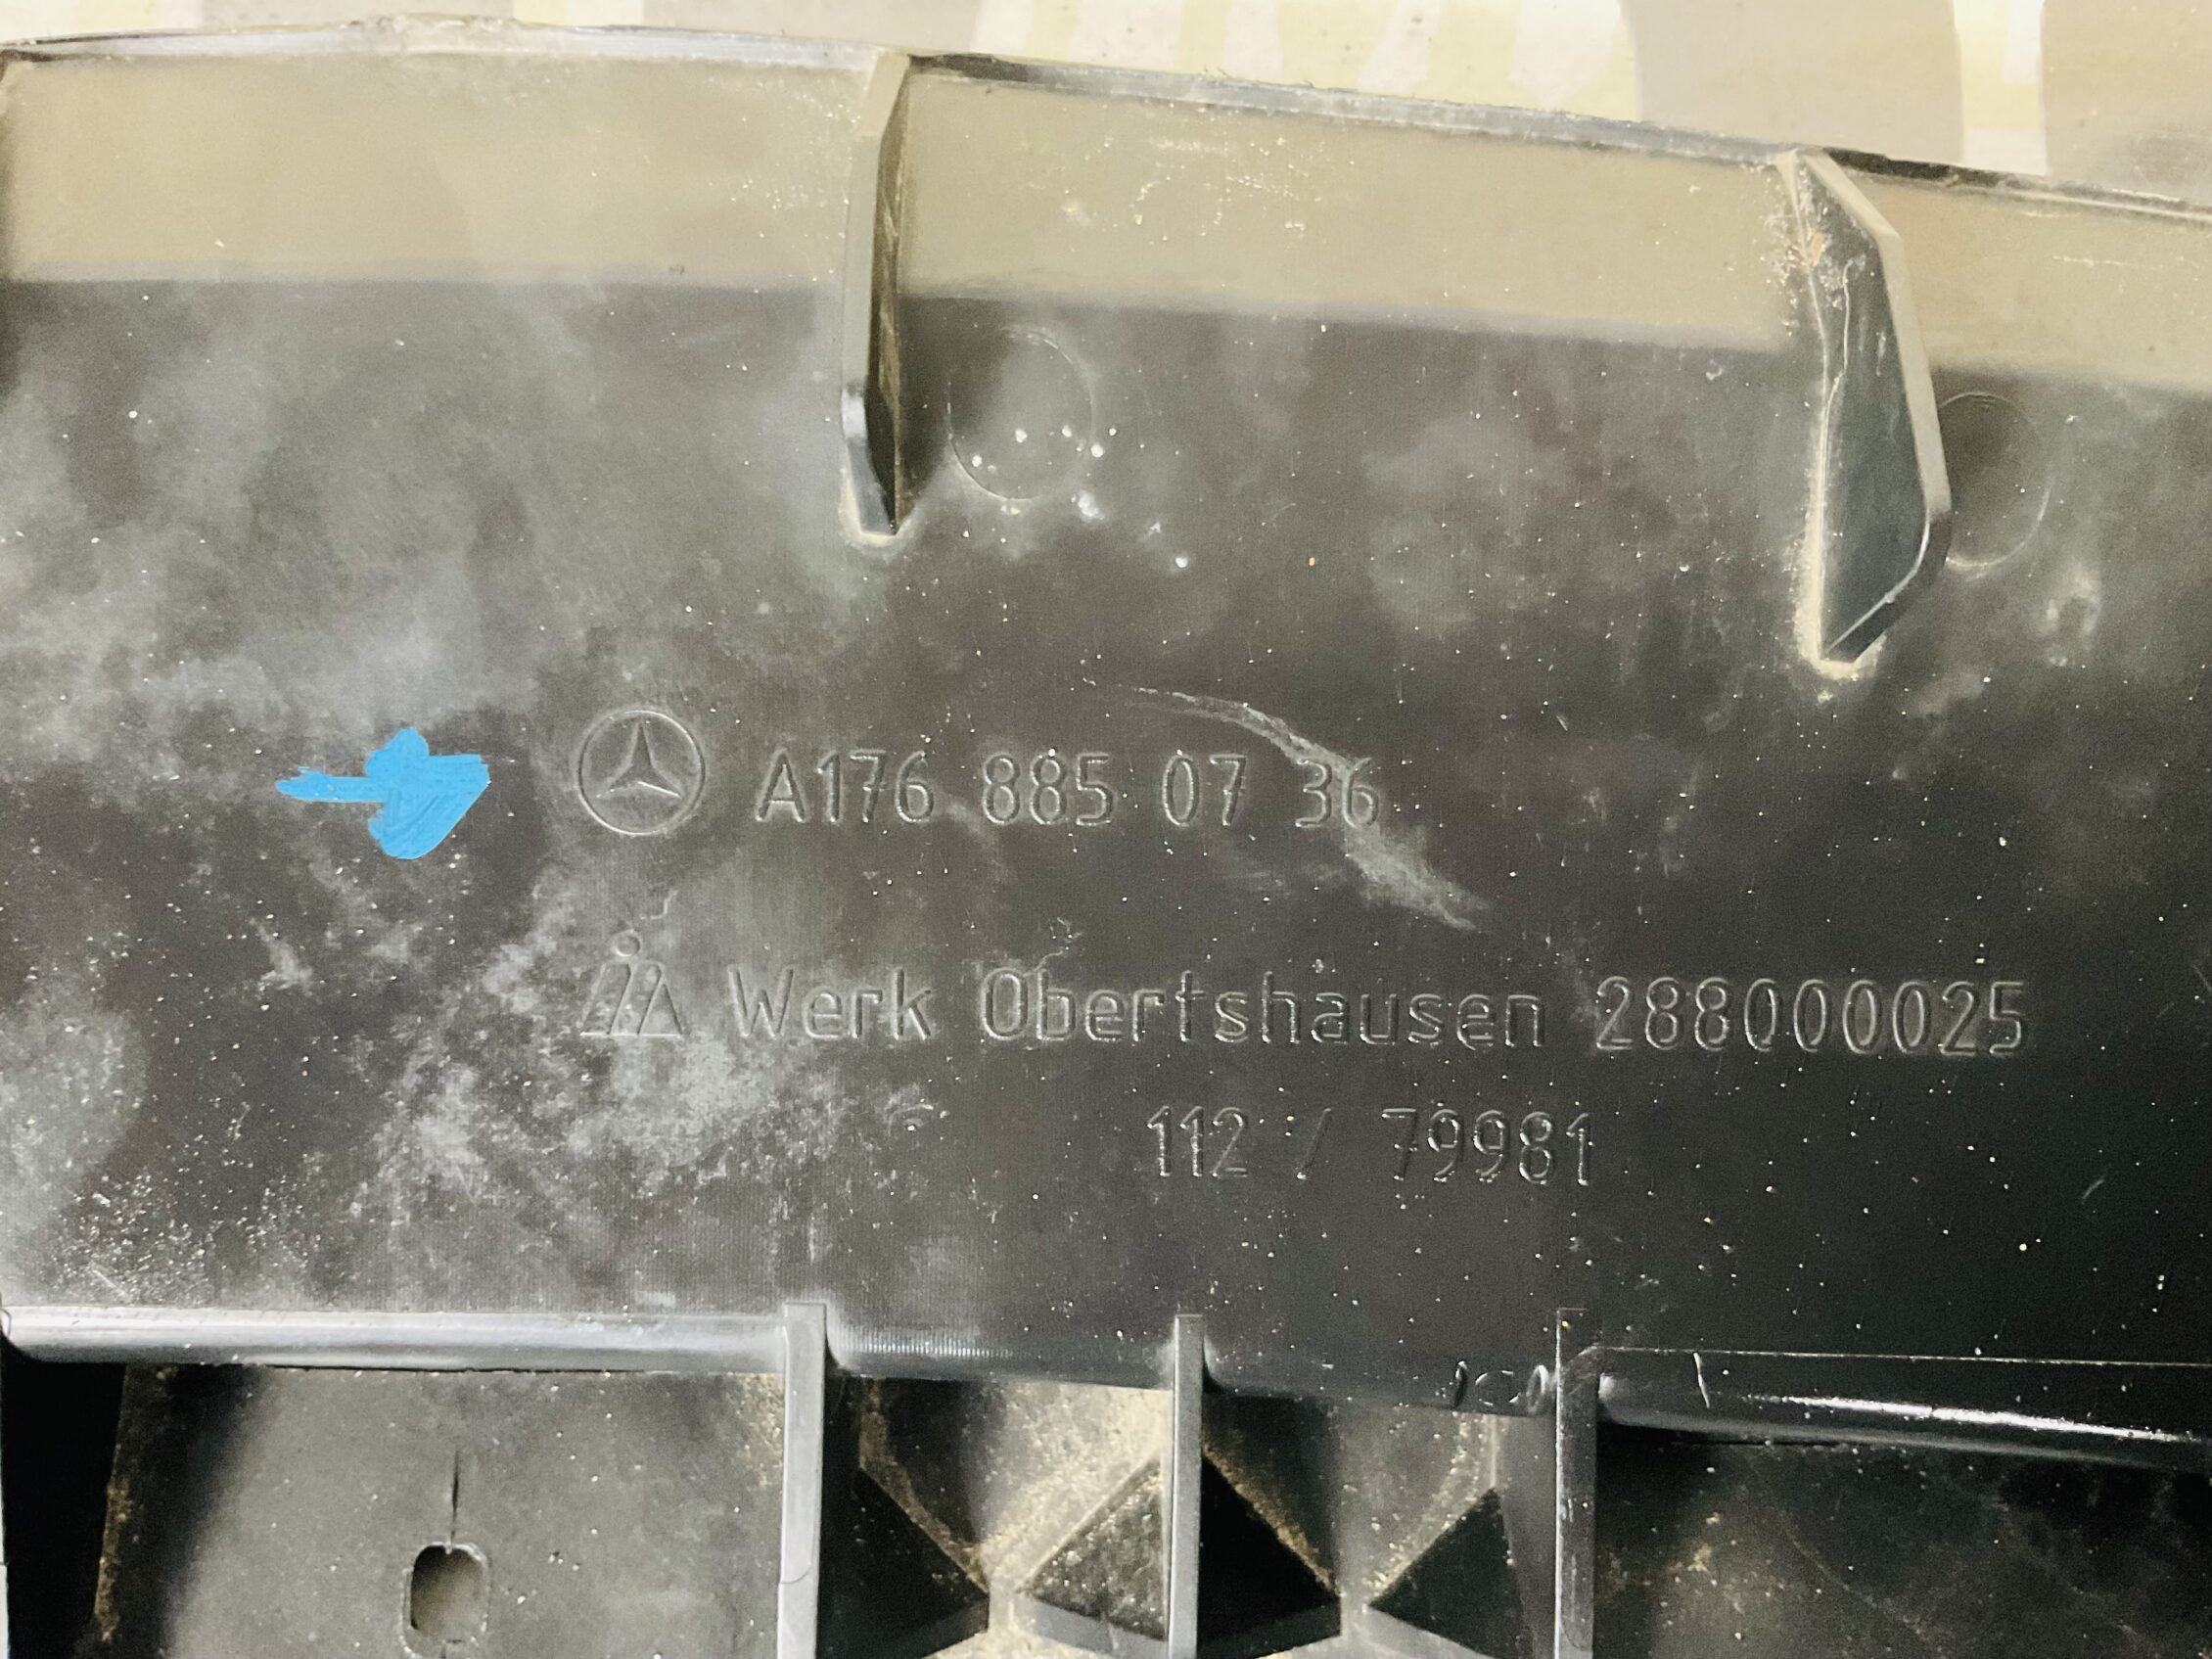 A176 885 07 36
Werk Obertshausen 288000025
112 / 79981